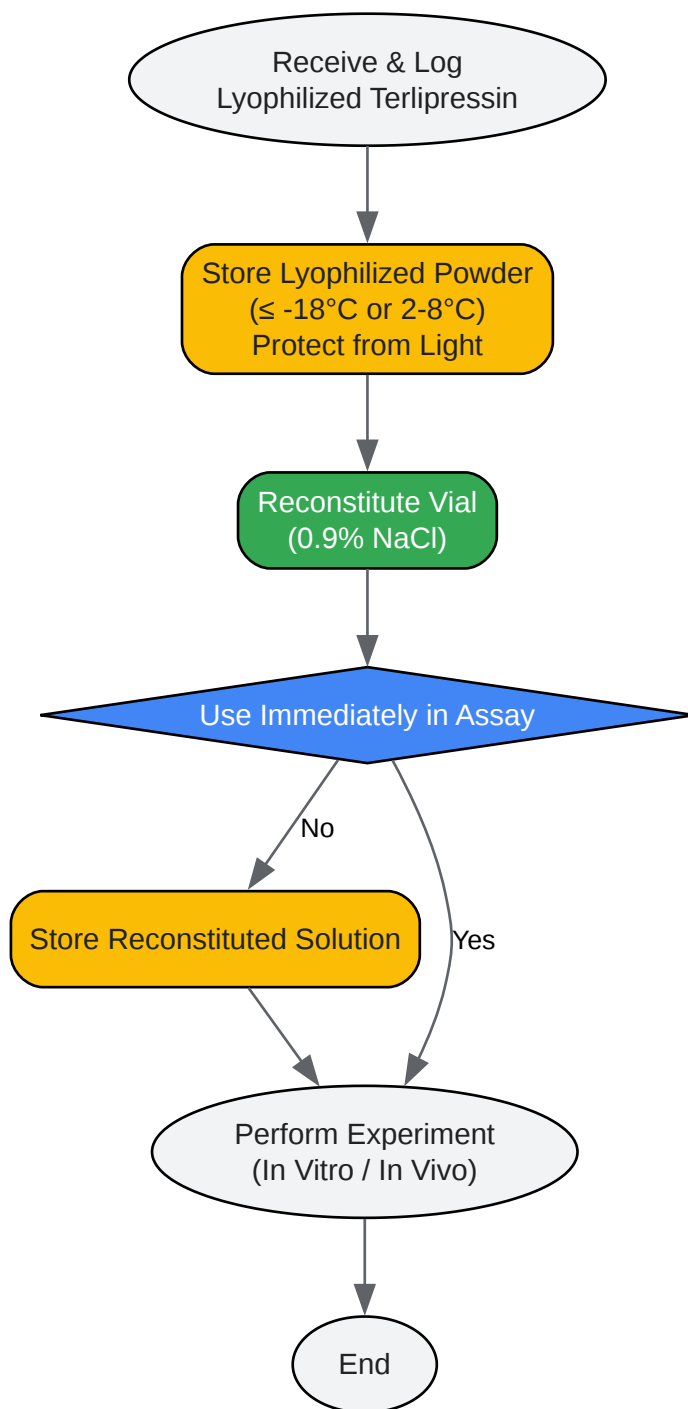 Receive & Log
Lyophilized Terlipressin
Store Lyophilized Powder
(≤ -18°C or 2-8°C)
Protect from Light
Reconstitute Vial
(0.9% NaCl)
Use Immediately in Assay
No
Store Reconstituted Solution
Yes
Perform Experiment
(In Vitro / In Vivo)
End